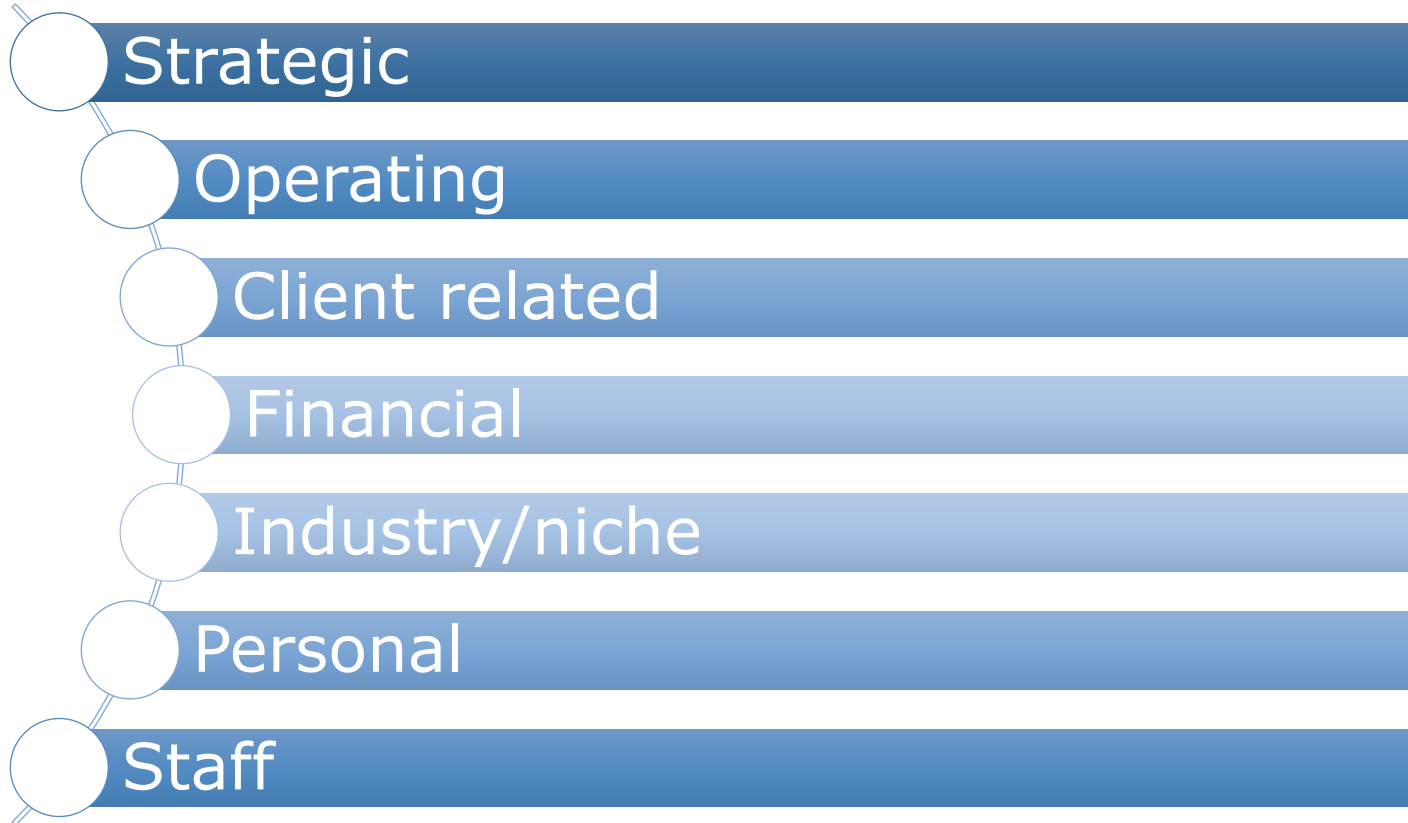 Strategic
Operating
Client related
Financial
Industry/niche
Personal
Staff